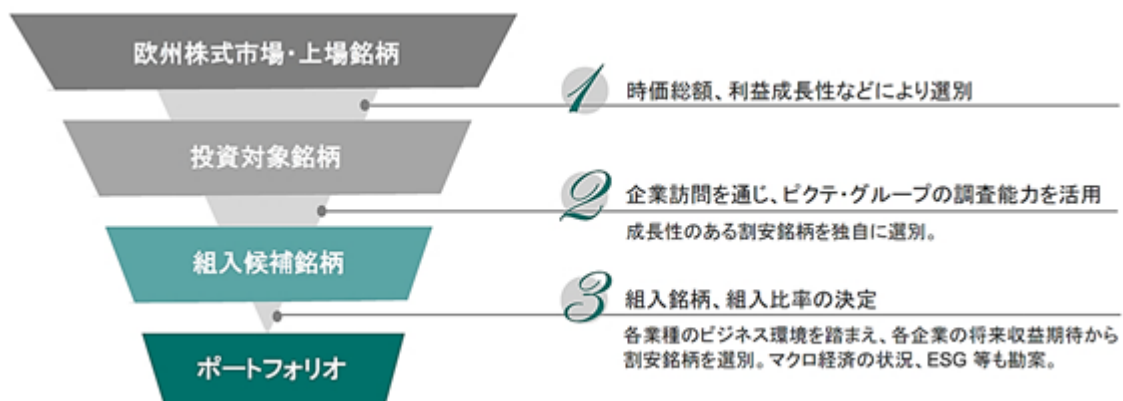 欧州株式市場・上場銘柄
1 時価総額、利益成長性などにより選別
投資対象銘柄
2 企業訪問を通じ、ピクテ・グループの調査能力を活用
成長性のある割安銘柄を独自に選別。
組入候補銘柄
3 組入銘柄、組入比率の決定
各業種のビジネス環境を踏まえ、各企業の将来収益期待から
割安銘柄を選別。マクロ経済の状況、ESG 等も勘案。
ポートフォリオ